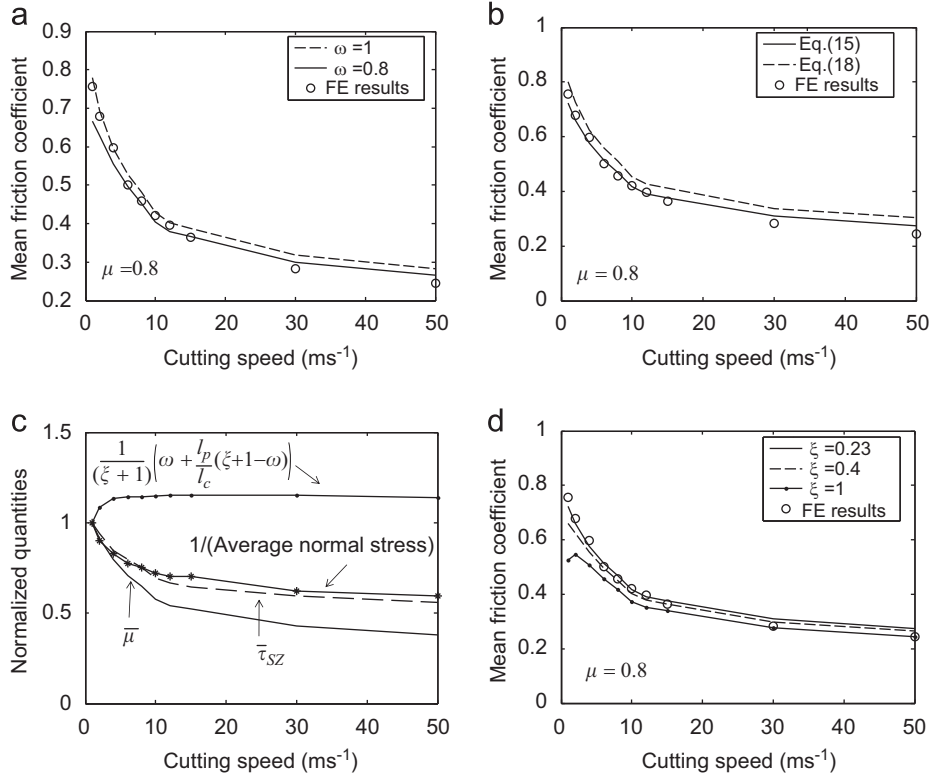 a
0.9
0.8
0.7
0.6
0.5
0.4
0.3
0.2
Mean friction coefficient
ω =1
ω =0.8
FE results
μ =0.8
0 10 20 30 40 50
Cutting speed (ms⁻¹)
b
1
0.8
0.6
0.4
0.2
0
Mean friction coefficient
Eq.(15)
Eq.(18)
FE results
μ = 0.8
0 10 20 30 40 50
Cutting speed (ms⁻¹)
c
1.5
1
0.5
0
Normalized quantities
1/(ξ + 1) (ω + l_p/l_c (ξ+1−ω))
1/(Average normal stress)
μ̅
τ̅_SZ
0 10 20 30 40 50
Cutting speed (ms⁻¹)
d
1
0.8
0.6
0.4
0.2
0
Mean friction coefficient
ξ =0.23
ξ =0.4
ξ =1
FE results
μ = 0.8
0 10 20 30 40 50
Cutting speed (ms⁻¹)